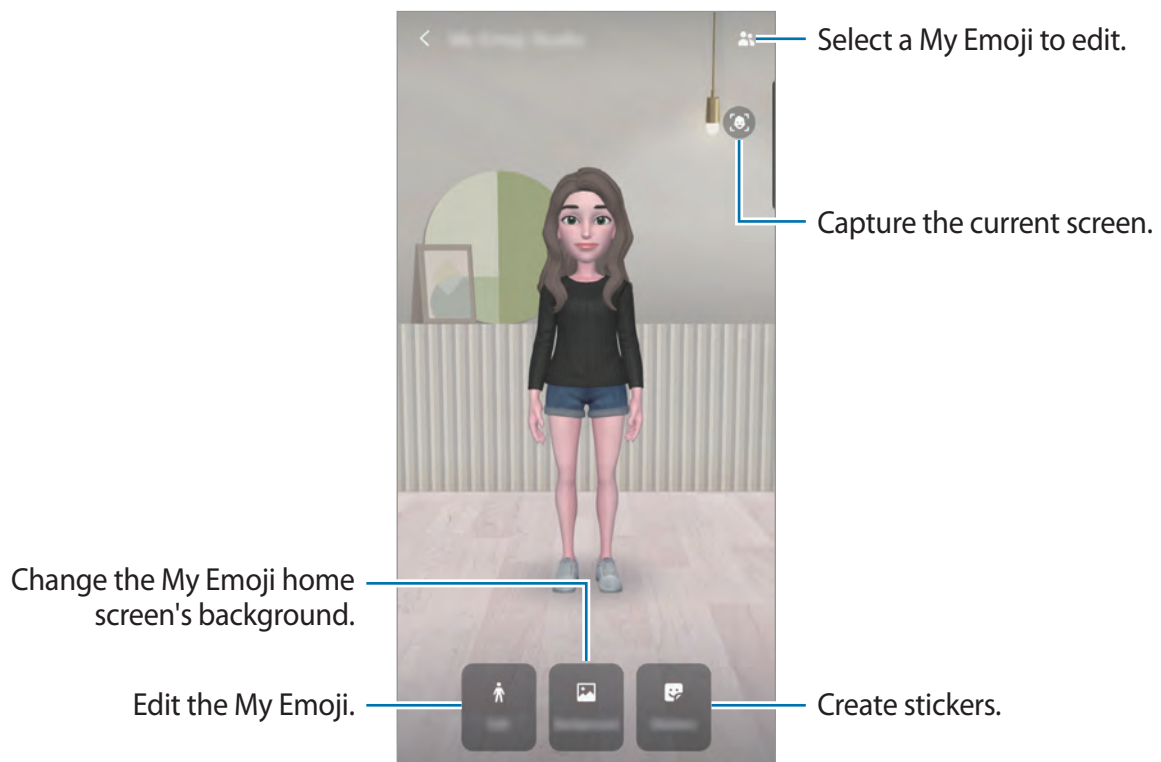 Select a My Emoji to edit.
Capture the current screen.
Change the My Emoji home
screen's background.
Edit the My Emoji.
Create stickers.